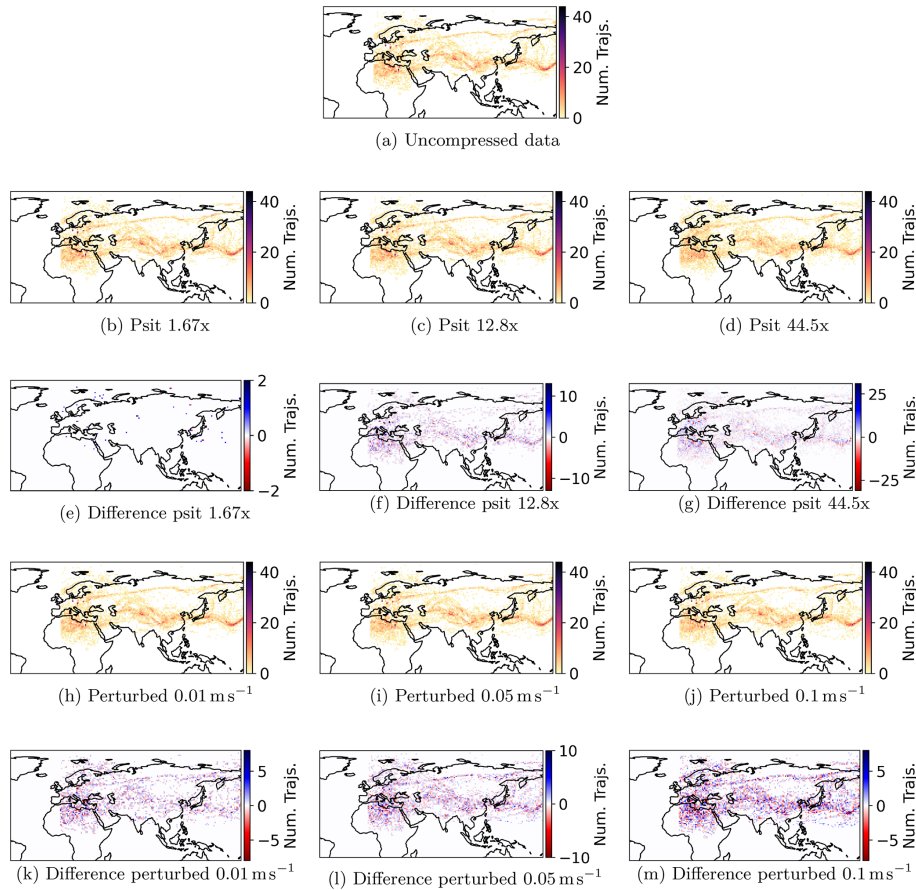 40
20
0
Num. Trajs.
(a) Uncompressed data
40
20
0
Num. Trajs.
40
20
0
Num. Trajs.
40
20
0
Num. Trajs.
(b) Psit 1.67x
(c) Psit 12.8x
(d) Psit 44.5x
2
1
0
−1
−2
Num. Trajs.
10
5
0
−5
−10
Num. Trajs.
25
0
−25
Num. Trajs.
(e) Difference psit 1.67x
(f) Difference psit 12.8x
(g) Difference psit 44.5x
40
20
0
Num. Trajs.
40
20
0
Num. Trajs.
40
20
0
Num. Trajs.
(h) Perturbed 0.01 m s⁻¹
(i) Perturbed 0.05 m s⁻¹
(j) Perturbed 0.1 m s⁻¹
5
0
−5
Num. Trajs.
10
5
0
−5
−10
Num. Trajs.
5
0
−5
Num. Trajs.
(k) Difference perturbed 0.01 m s⁻¹
(l) Difference perturbed 0.05 m s⁻¹
(m) Difference perturbed 0.1 m s⁻¹